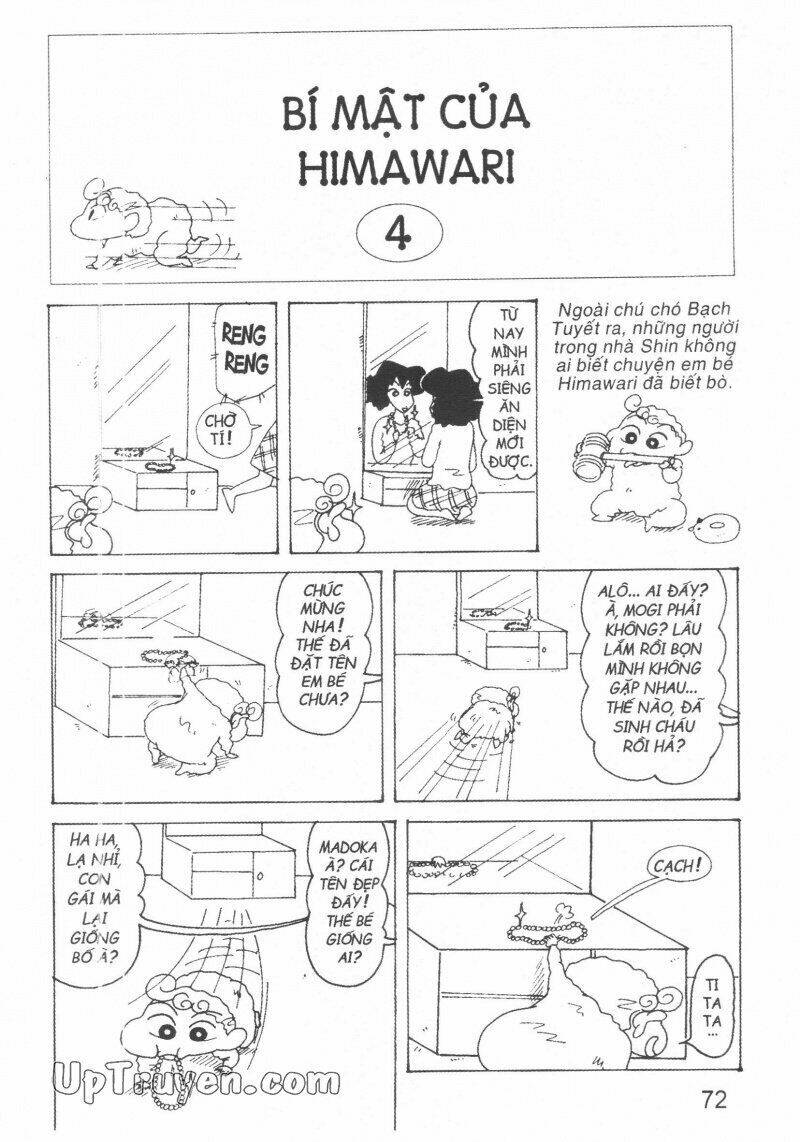 BÍ MẬT CỦA
HIMAWARI
4
Ngoài chú chó Bạch
Tuyết ra, những người
trong nhà Shin không
ai biết chuyện em bé
Himawari đã biết bò.
TỪ
NAY
MÌNH
PHẢI
SIÊNG
ĂN
DIỆN
MỚI
ĐƯỢC.
RENG
RENG
CHỜ
TÍ!
ALÔ... AI ĐẤY?
À, MOGI PHẢI
KHÔNG? LÂU
LẮM RỒI BỌN
MÌNH KHÔNG
GẶP NHAU...
THẾ NÀO, ĐÃ
SINH CHÁU
RỒI HẢ?
CHÚC
MỪNG
NHA!
THẾ ĐÃ
ĐẶT TÊN
EM BÉ
CHƯA?
CẠCH!
TI
TA
TA
...
MADOKA
À? CÁI
TÊN ĐẸP
ĐẤY!
THẾ BÉ
GIỐNG
AI?
HA HA,
LẠ NHỈ,
CON
GÁI MÀ
LẠI
GIỐNG
BỐ À?
UpTruyen.com
72